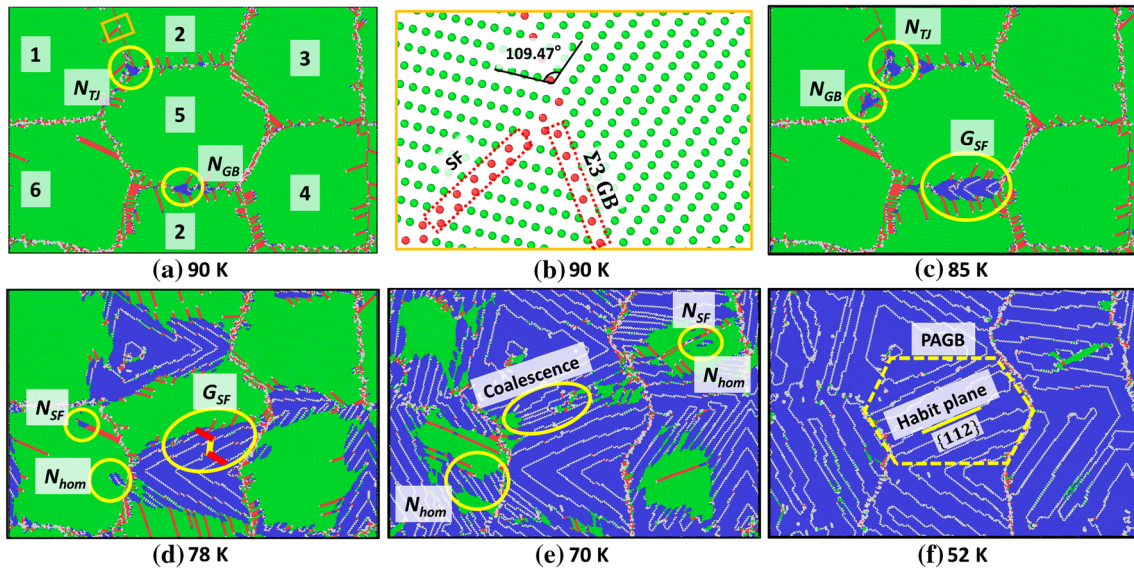 1
2
3
N_TJ
5
N_GB
6
4
2
(a) 90 K
109.47°
SF
Σ3 GB
(b) 90 K
N_TJ
N_GB
G_SF
(c) 85 K
N_SF
G_SF
N_hom
(d) 78 K
N_SF
Coalescence
N_hom
N_hom
(e) 70 K
PAGB
Habit plane
{112}
(f) 52 K